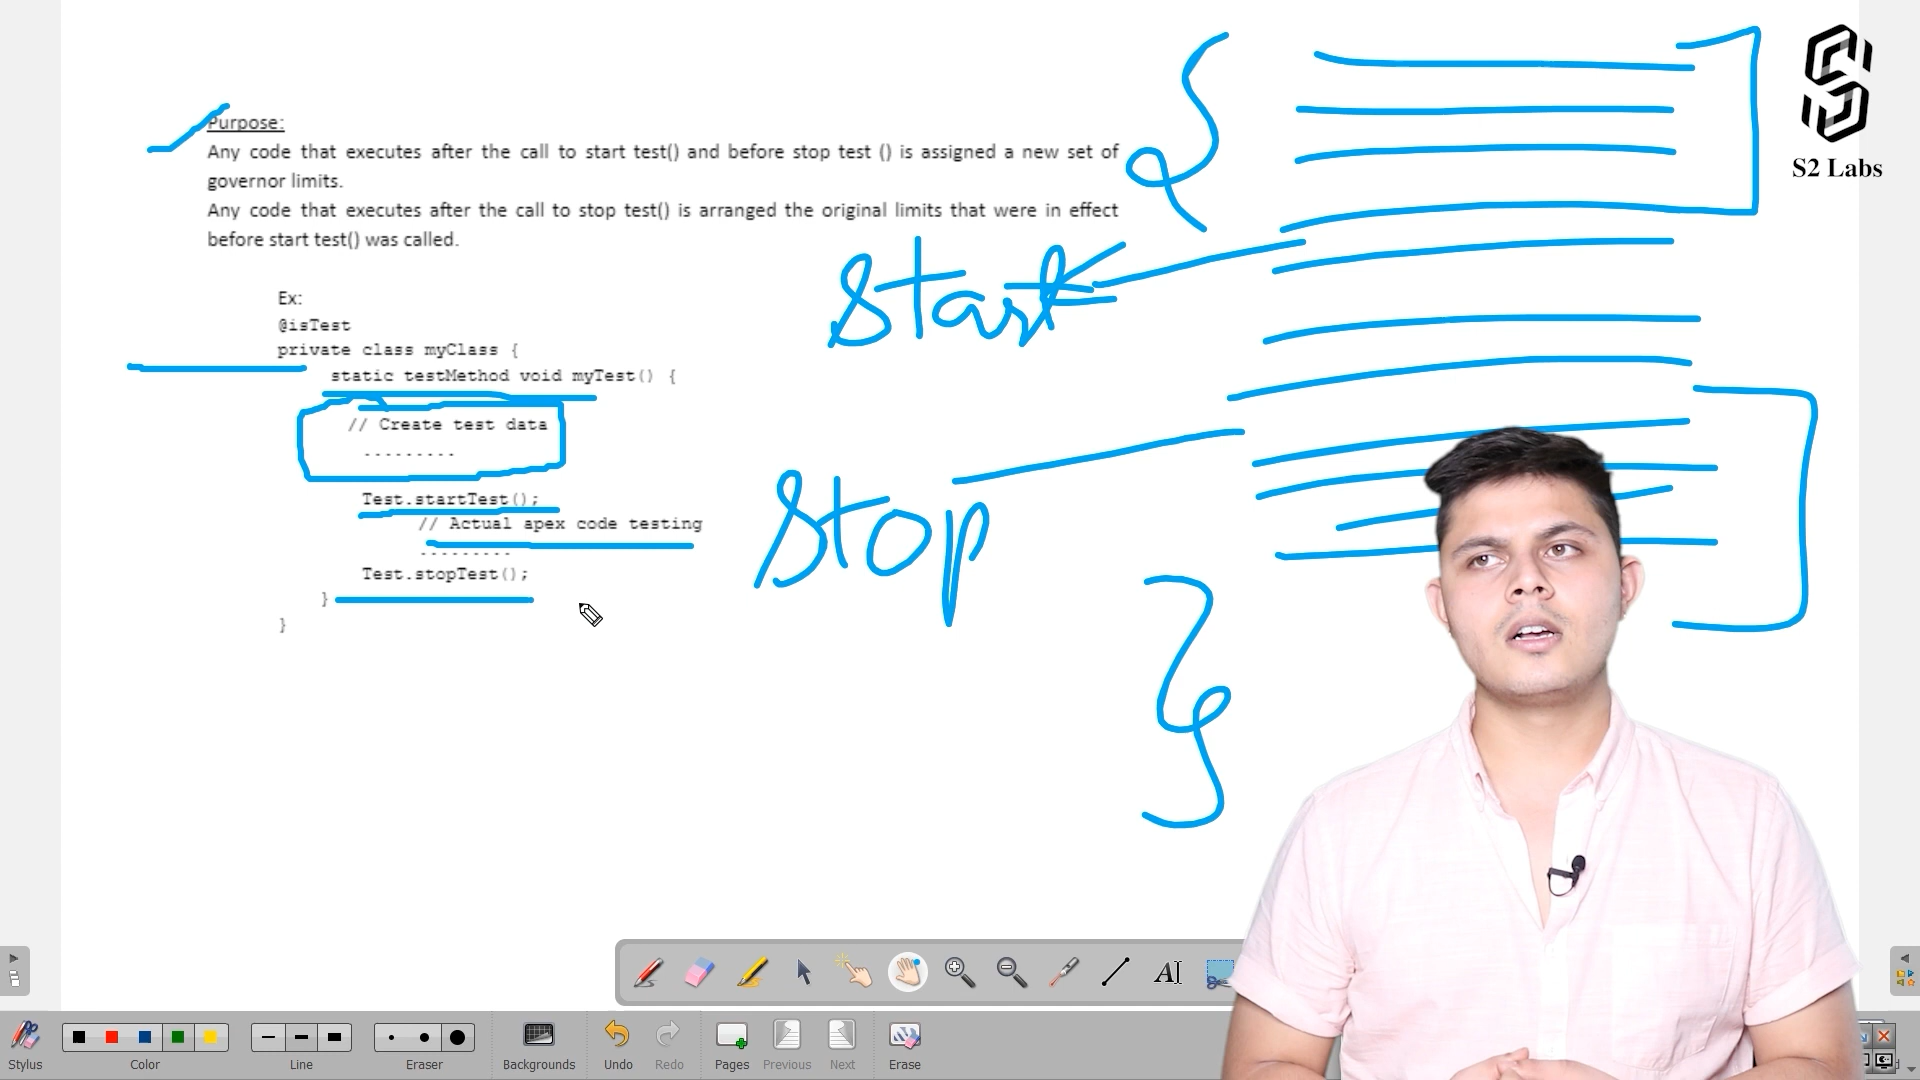 Purpose:
Any code that executes after the call to start test() and before stop test () is assigned a new set of
governor limits.
Any code that executes after the call to stop test() is arranged the original limits that were in effect
before start test() was called.
Ex:
@isTest
private class myClass {
static testMethod void myTest() {
// Create test data
.........
Test.startTest();
// Actual apex code testing
.........
Test.stopTest();
}
}
Start
Stop
S2 Labs
Stylus
Color
Line
Eraser
Backgrounds
Undo
Redo
Pages
Previous
Next
Erase